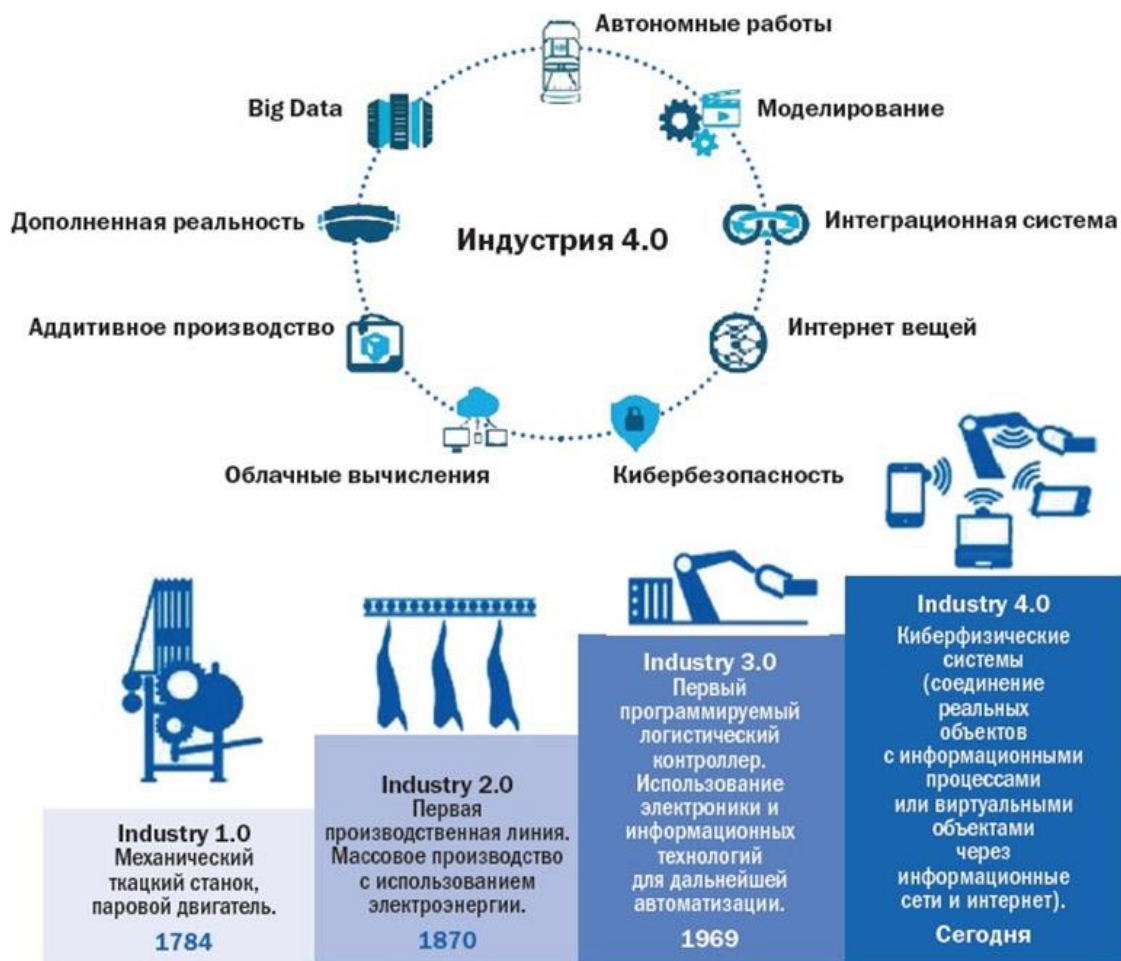 Автономные работы
Big Data
Моделирование
Дополненная реальность
Индустрия 4.0
Интеграционная система
Аддитивное производство
Интернет вещей
Облачные вычисления
Кибербезопасность
Industry 1.0
Механический
ткацкий станок,
паровой двигатель.
1784
Industry 2.0
Первая
производственная линия.
Массовое производство
с использованием
электроэнергии.
1870
Industry 3.0
Первый
программируемый
логистический
контроллер.
Использование
электроники и
информационных
технологий
для дальнейшей
автоматизации.
1969
Industry 4.0
Киберфизические
системы
(соединение
реальных
объектов
с информационными
процессами
или виртуальными
объектами
через
информационные
сети и интернет).
Сегодня